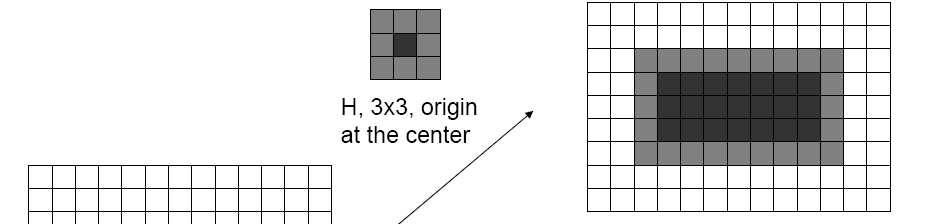 H, 3x3, origin
at the center